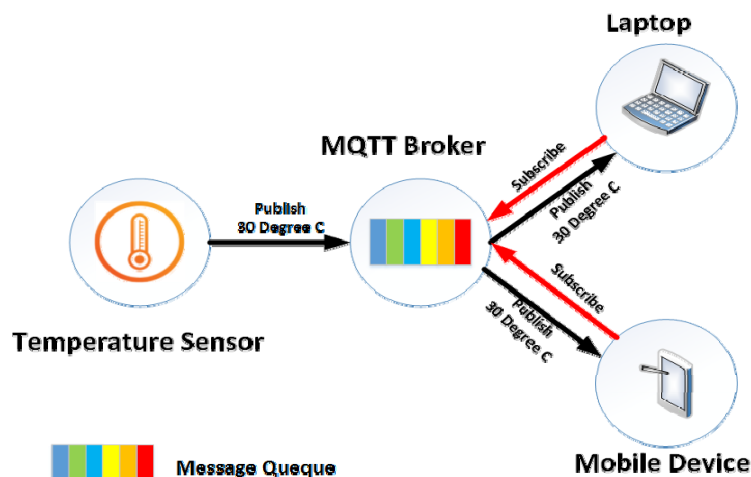 Laptop
MQTT Broker
Subscribe
Publish
30 Degree C
Publish
30 Degree C
Subscribe
Publish
30 Degree C
Temperature Sensor
Message Queque
Mobile Device